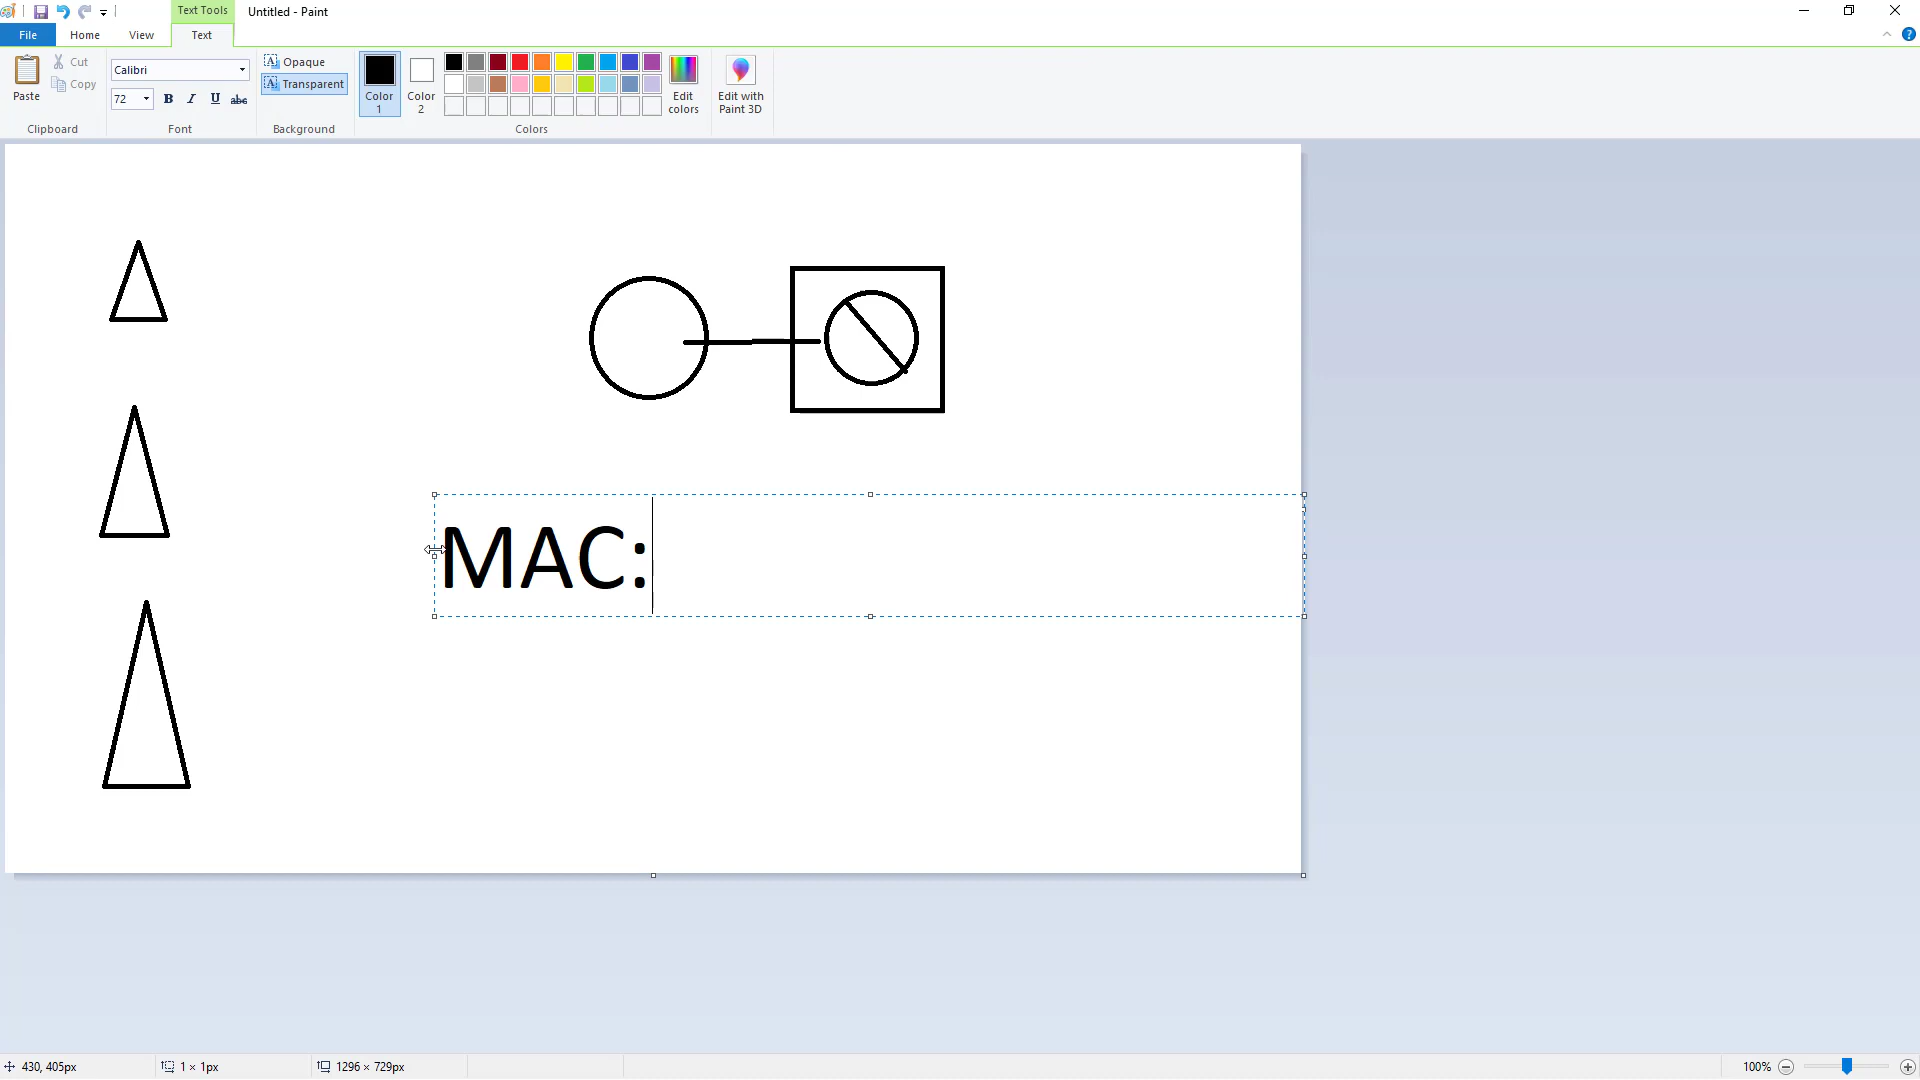 Text Tools
Untitled - Paint
File
Home
View
Text
Paste
Cut
Copy
Clipboard
Calibri
72
B I U abc
Font
Opaque
Transparent
Background
Color 1
Color 2
Edit colors
Colors
Edit with Paint 3D
MAC:
430, 405px
1 × 1px
1296 × 729px
100%